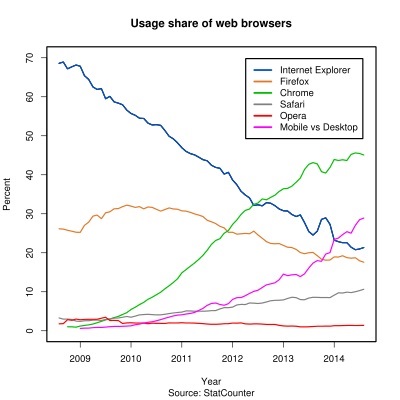 Usage share of web browsers
Percent
70
60
50
40
30
20
10
0
Internet Explorer
Firefox
Chrome
Safari
Opera
Mobile vs Desktop
2009 2010 2011 2012 2013 2014
Year
Source: StatCounter